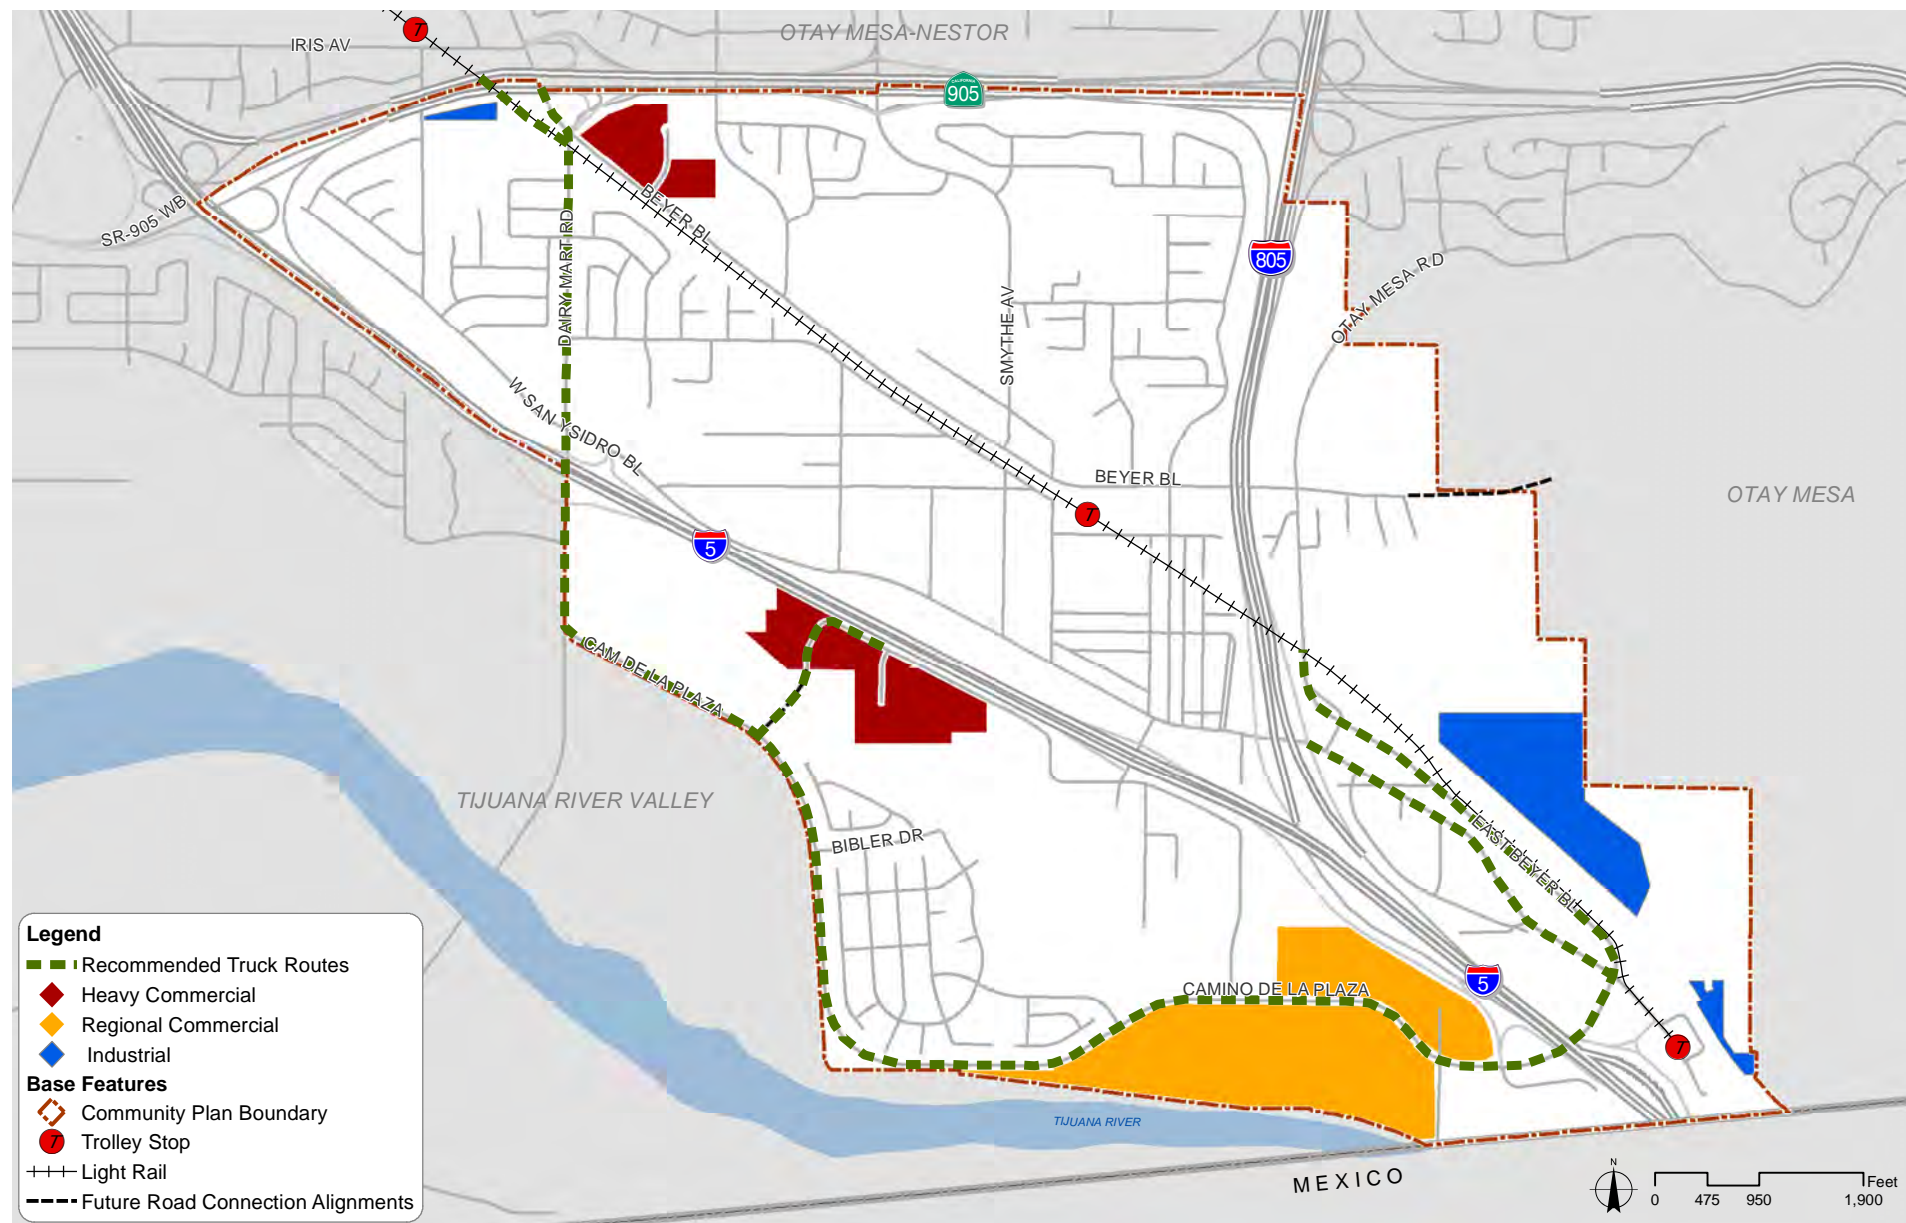 OTAY MESA-NESTOR
IRIS AV
CALIFORNIA
905
SR-905 WB
BEYER BL
DAIRY MART RD
805
OTAY MESA RD
SMYTHE AV
W SAN YSIDRO BL
BEYER BL
OTAY MESA
5
CAM DE LA PLAZA
TIJUANA RIVER VALLEY
BIBLER DR
EAST BEYER BL
5
CAMINO DE LA PLAZA
TIJUANA RIVER
MEXICO
Legend
Recommended Truck Routes
Heavy Commercial
Regional Commercial
Industrial
Base Features
Community Plan Boundary
T Trolley Stop
Light Rail
Future Road Connection Alignments
N
Feet
0 475 950 1,900
T
T
T